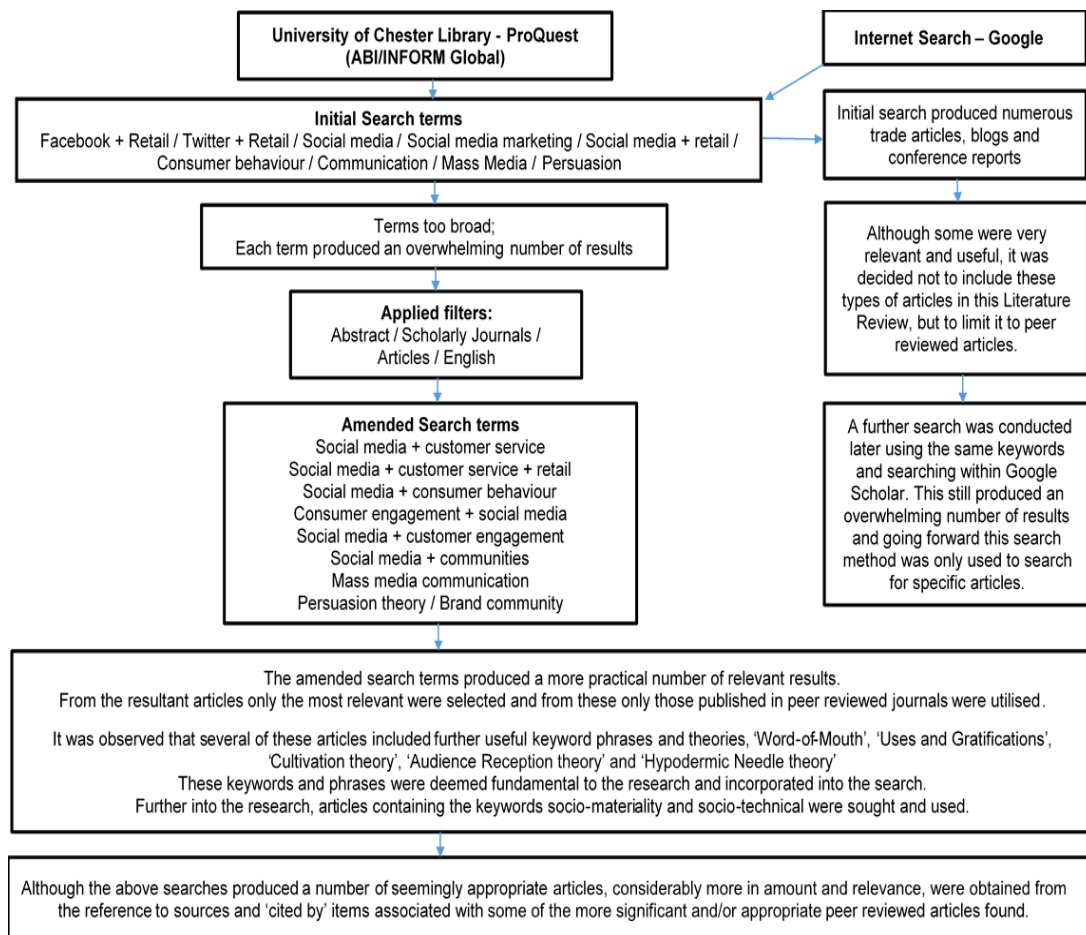 University of Chester Library - ProQuest
(ABI/INFORM Global)
Internet Search – Google
Initial Search terms
Facebook + Retail / Twitter + Retail / Social media / Social media marketing / Social media + retail /
Consumer behaviour / Communication / Mass Media / Persuasion
Initial search produced numerous
trade articles, blogs and
conference reports
Terms too broad;
Each term produced an overwhelming number of results
Although some were very
relevant and useful, it was
decided not to include these
types of articles in this Literature
Review, but to limit it to peer
reviewed articles.
Applied filters:
Abstract / Scholarly Journals /
Articles / English
Amended Search terms
Social media + customer service
Social media + customer service + retail
Social media + consumer behaviour
Consumer engagement + social media
Social media + customer engagement
Social media + communities
Mass media communication
Persuasion theory / Brand community
A further search was conducted
later using the same keywords
and searching within Google
Scholar. This still produced an
overwhelming number of results
and going forward this search
method was only used to search
for specific articles.
The amended search terms produced a more practical number of relevant results.
From the resultant articles only the most relevant were selected and from these only those published in peer reviewed journals were utilised.
It was observed that several of these articles included further useful keyword phrases and theories, ‘Word-of-Mouth’, ‘Uses and Gratifications’,
‘Cultivation theory’, ‘Audience Reception theory’ and ‘Hypodermic Needle theory’
These keywords and phrases were deemed fundamental to the research and incorporated into the search.
Further into the research, articles containing the keywords socio-materiality and socio-technical were sought and used.
Although the above searches produced a number of seemingly appropriate articles, considerably more in amount and relevance, were obtained from
the reference to sources and ‘cited by’ items associated with some of the more significant and/or appropriate peer reviewed articles found.